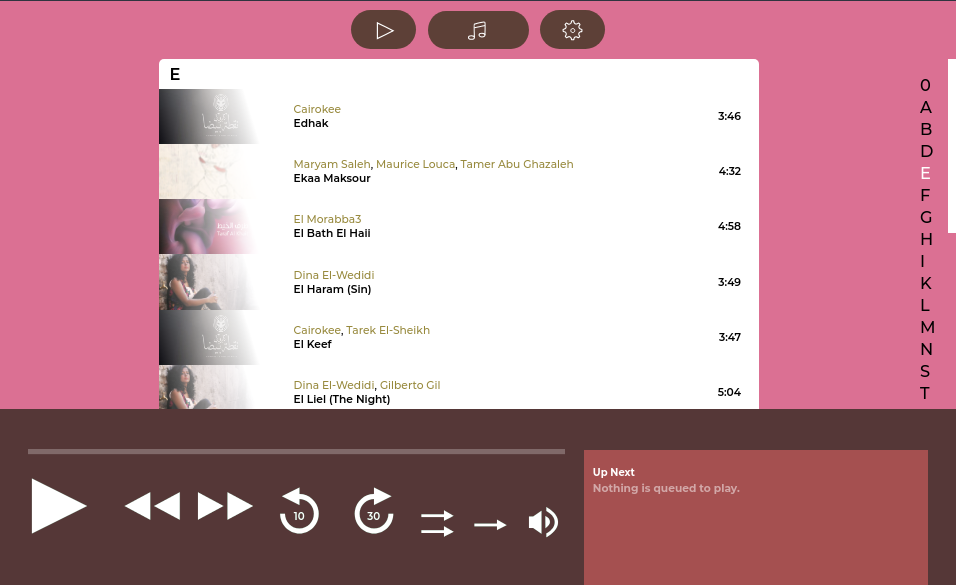 E
Cairokee
Edhak
3:46
Maryam Saleh, Maurice Louca, Tamer Abu Ghazaleh
Ekaa Maksour
4:32
El Morabba3
El Bath El Haii
4:58
Dina El-Wedidi
El Haram (Sin)
3:49
Cairokee, Tarek El-Sheikh
El Keef
3:47
Dina El-Wedidi, Gilberto Gil
El Liel (The Night)
5:04
0
A
B
D
E
F
G
H
I
K
L
M
N
S
T
10
30
Up Next
Nothing is queued to play.